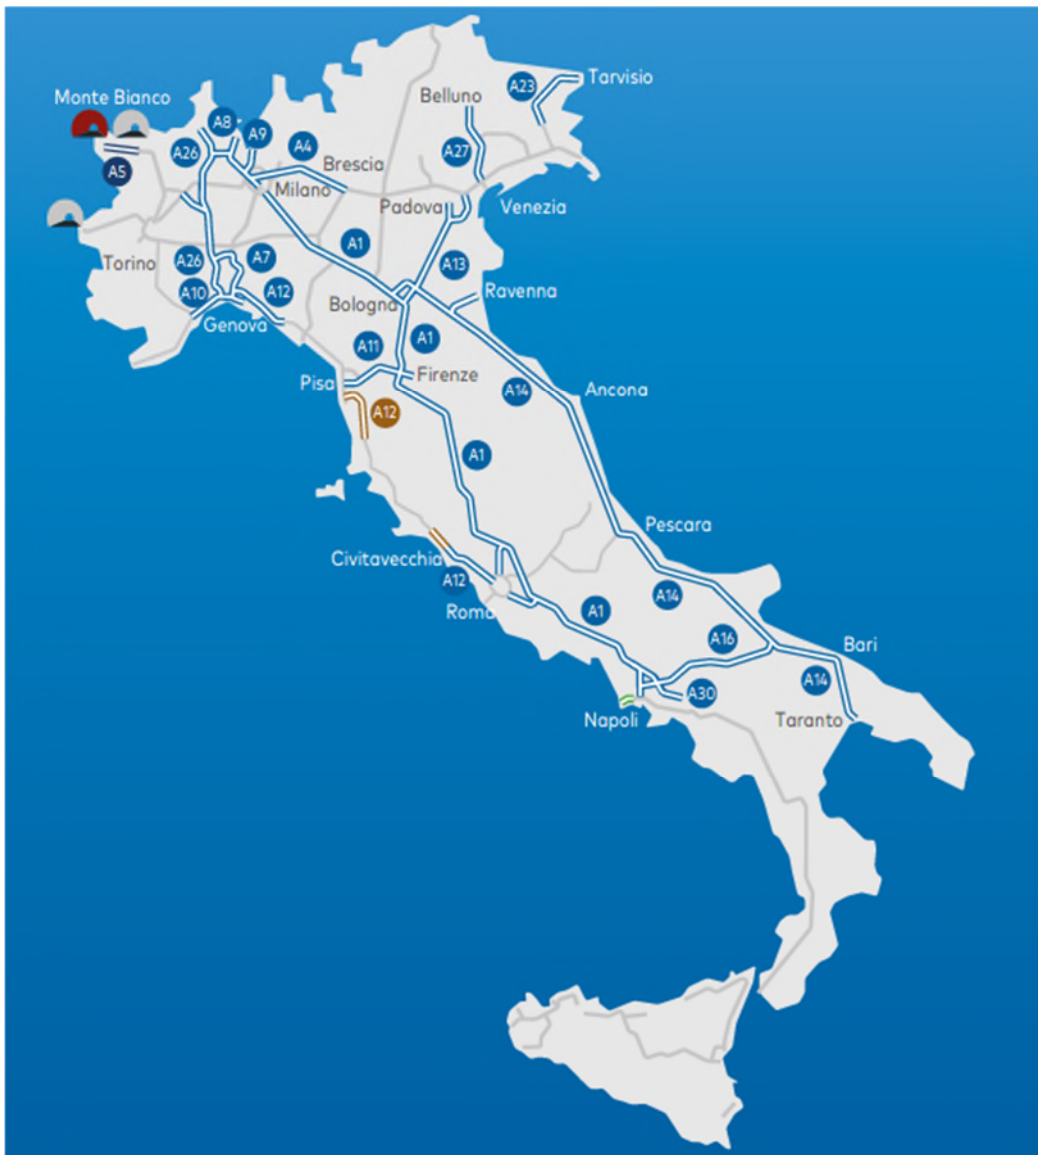 Tarvisio
A23
Monte Bianco
Belluno
A8
A9
A4
A26
A27
Brescia
A5
Milano
Padova
Venezia
A1
Torino
A26
A7
A13
A10
A12
Ravenna
Bologna
Genova
A11
A1
Pisa
Firenze
A14
Ancona
A12
A1
Pescara
Civitavecchia
A12
A14
Roma
A1
A16
Bari
A14
A30
Napoli
Taranto